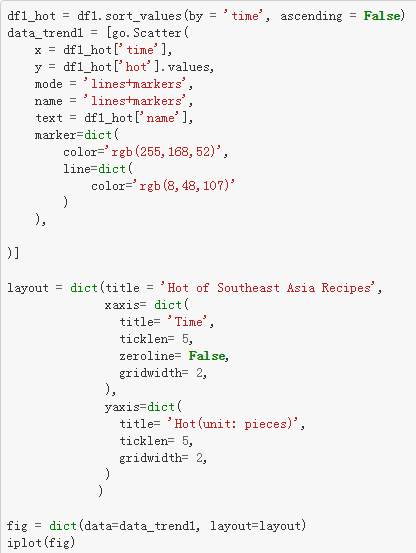 df1_hot = df1.sort_values(by = 'time', ascending = False)
data_trend1 = [go.Scatter(
    x = df1_hot['time'],
    y = df1_hot['hot'].values,
    mode = 'lines+markers',
    name = 'lines+markers',
    text = df1_hot['name'],
    marker=dict(
        color='rgb(255,168,52)',
        line=dict(
            color='rgb(8,48,107)'
        )
    ),
)]
layout = dict(title = 'Hot of Southeast Asia Recipes',
              xaxis= dict(
                title= 'Time',
                ticklen= 5,
                zeroline= False,
                gridwidth= 2,
              ),
              yaxis=dict(
                title= 'Hot(unit: pieces)',
                ticklen= 5,
                gridwidth= 2,
              )
             )
fig = dict(data=data_trend1, layout=layout)
iplot(fig)